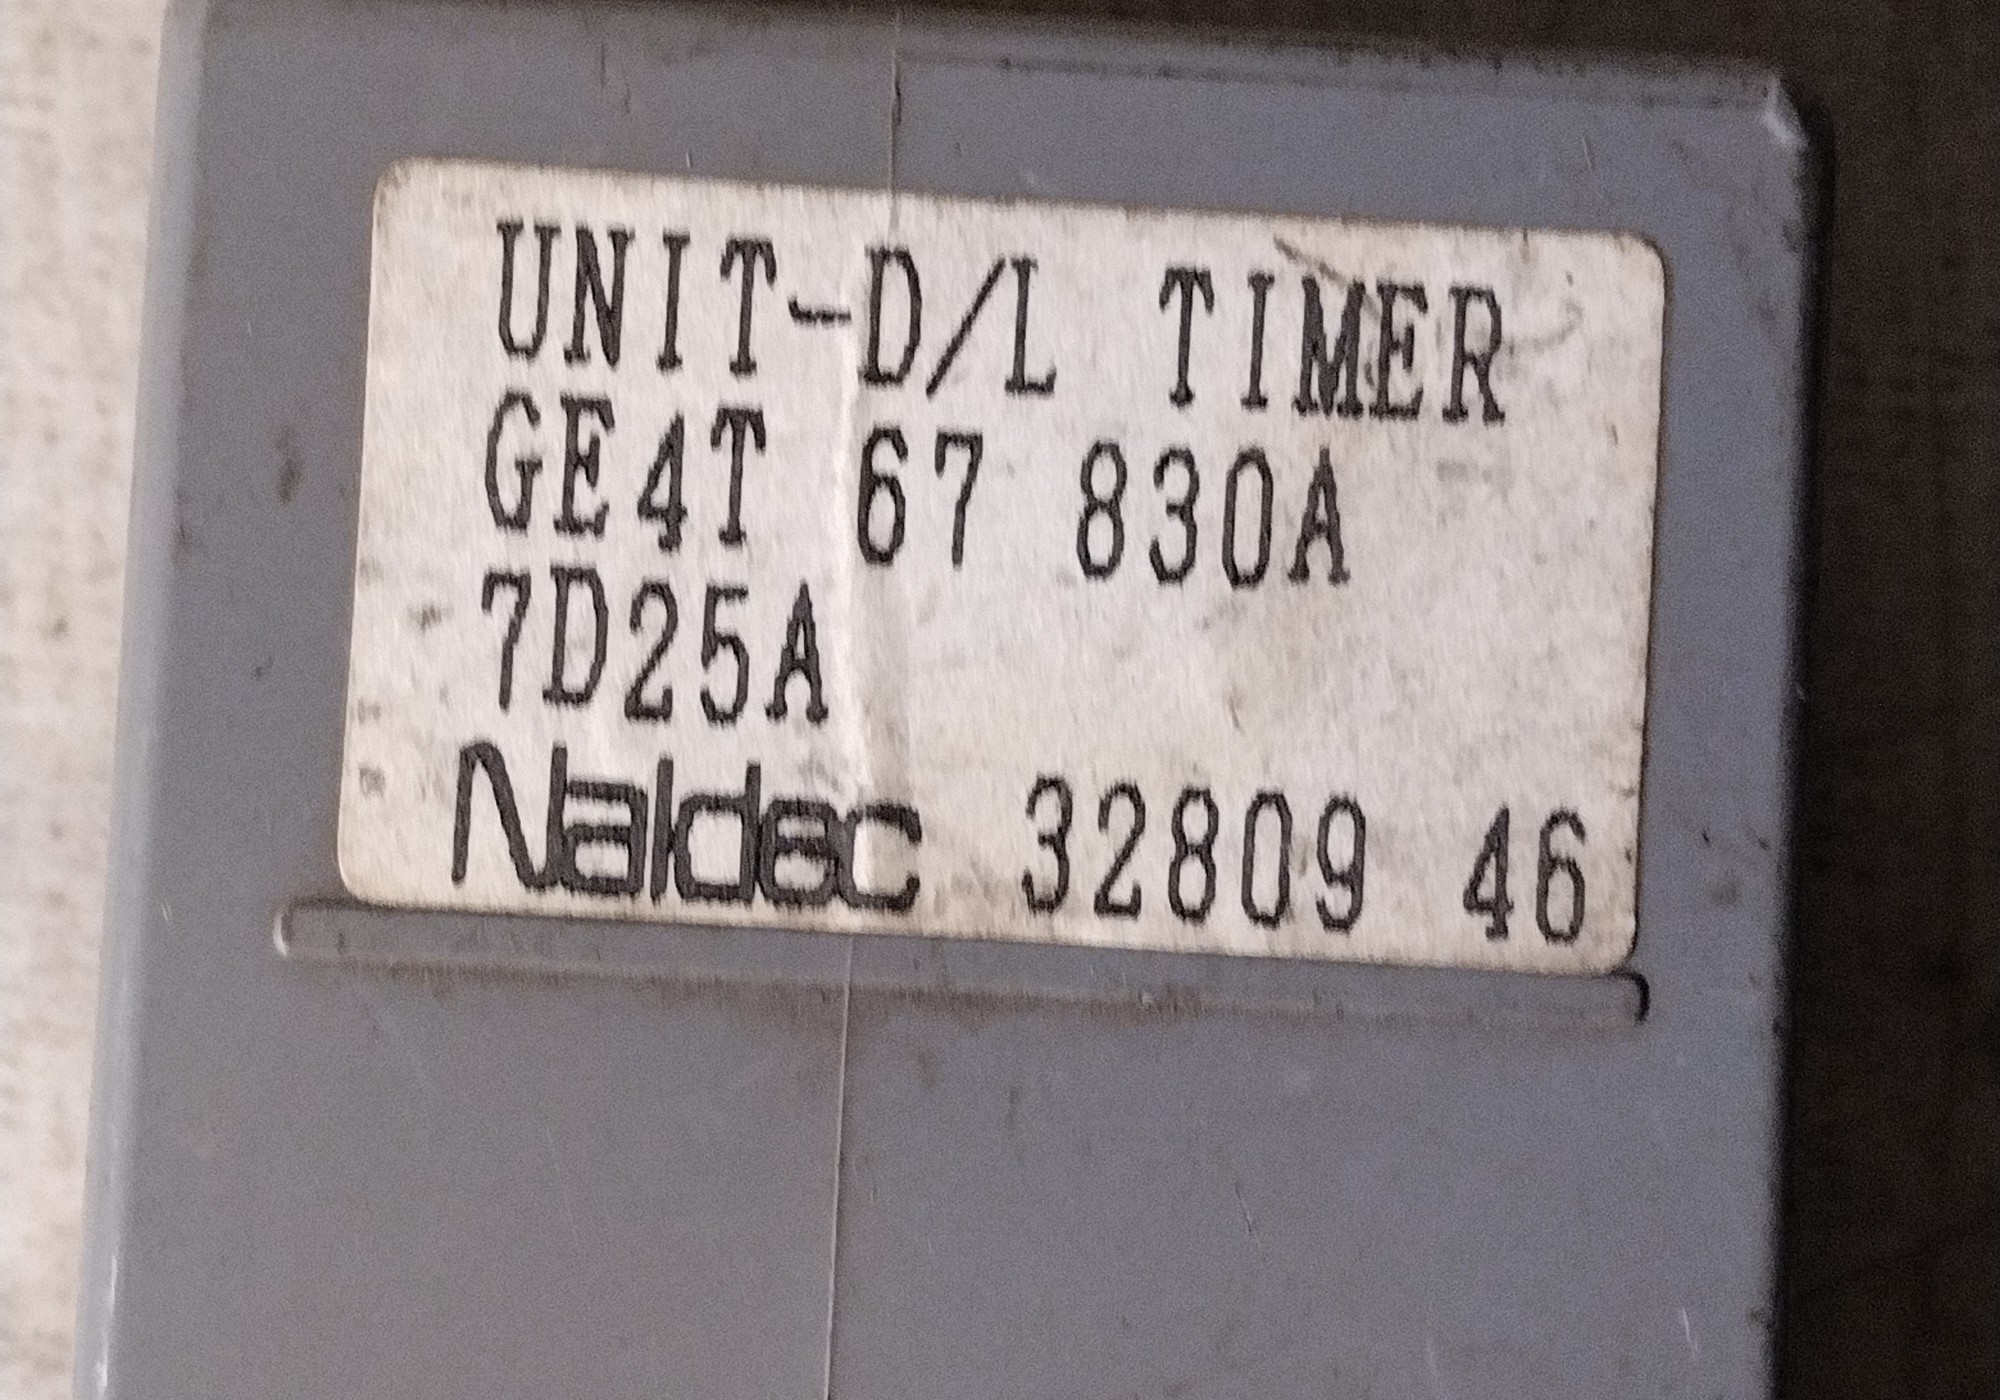 UNIT-D/L TIMER
GE4T 67 830A
7D25A
Naldec 32809 46